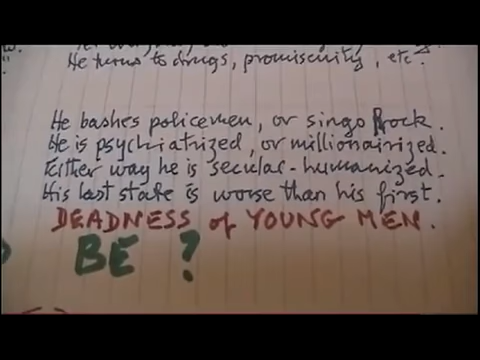 He turns to drugs, promiscuity, etc.
He bashes policemen, or sings Rock.
He is psychiatrized, or millionairized.
Either way he is secular-humanized.
His last state is worse than his first.
DEADNESS of YOUNG MEN.
BE ?